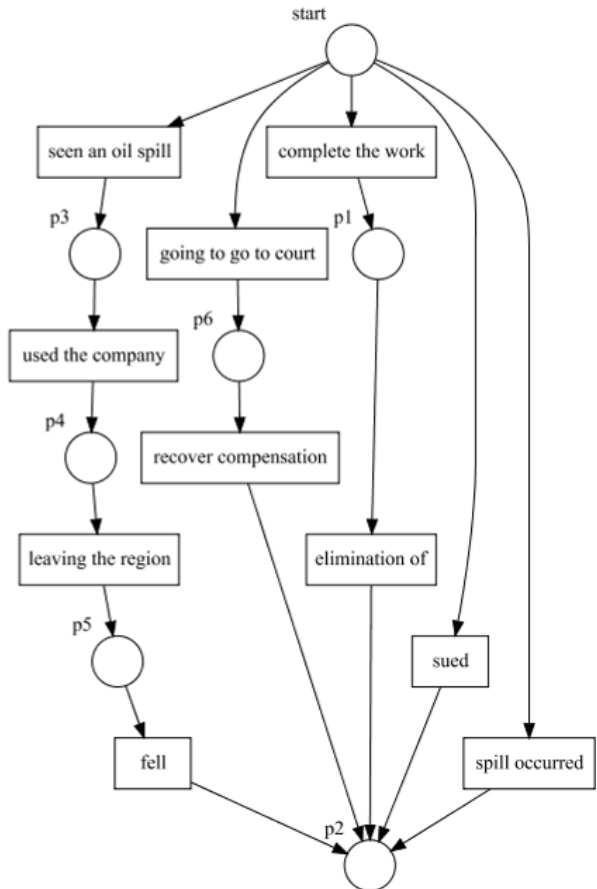 start
seen an oil spill
complete the work
p3
p1
going to go to court
p6
used the company
p4
recover compensation
leaving the region
elimination of
p5
sued
fell
spill occurred
p2